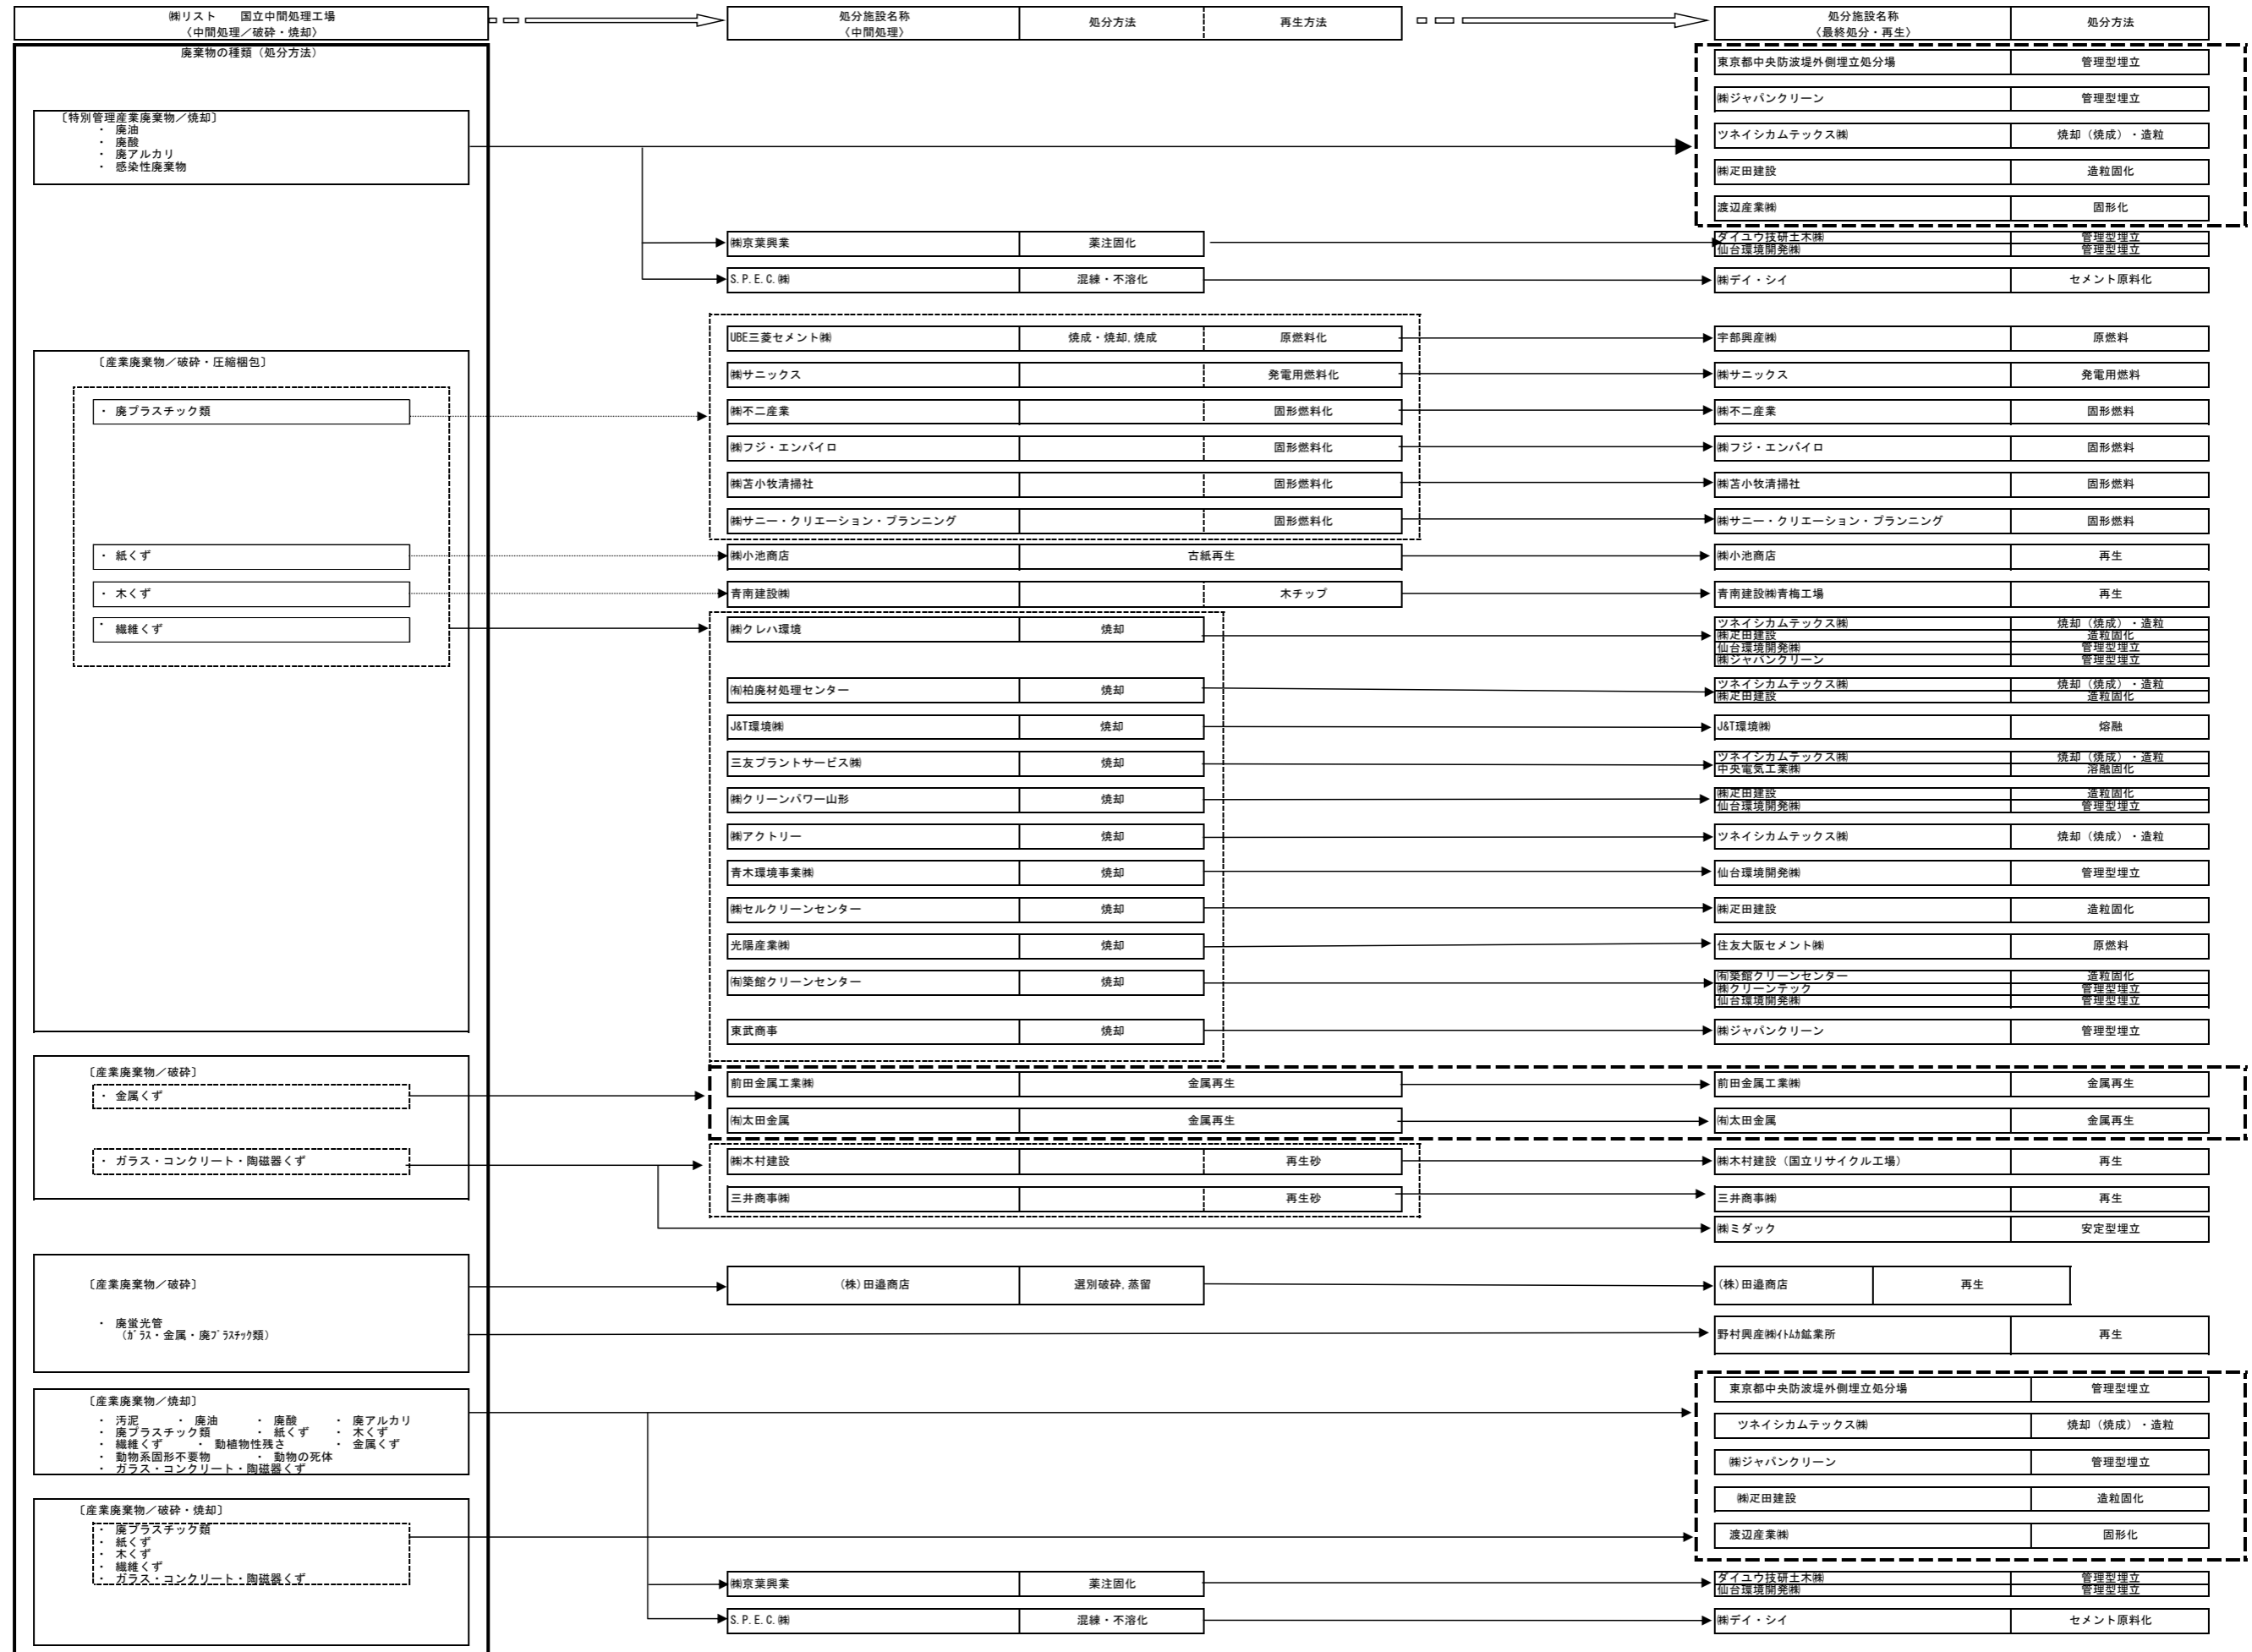 ㈱リスト　　国立中間処理工場
〈中間処理／破砕・焼却〉
処分施設名称
〈中間処理〉
処分方法
再生方法
処分施設名称
〈最終処分・再生〉
処分方法
廃棄物の種類（処分方法）
東京都中央防波堤外側埋立処分場　管理型埋立
㈱ジャパンクリーン　管理型埋立
〔特別管理産業廃棄物／焼却〕
・ 廃油
・ 廃酸
・ 廃アルカリ
・ 感染性廃棄物
ツネイシカムテックス㈱　焼却（焼成）・造粒
㈱疋田建設　造粒固化
渡辺産業㈱　固形化
㈱京葉興業　薬注固化
ダイユウ技研土木㈱　管理型埋立
仙台環境開発㈱　管理型埋立
S.P.E.C.㈱　混練・不溶化　㈱デイ・シイ　セメント原料化
UBE三菱セメント㈱　焼成・焼却,焼成　原燃料化　宇部興産㈱　原燃料
〔産業廃棄物／破砕・圧縮梱包〕
㈱サニックス　発電用燃料化　㈱サニックス　発電用燃料
・ 廃プラスチック類　㈱不二産業　固形燃料化　㈱不二産業　固形燃料
㈱フジ・エンバイロ　固形燃料化　㈱フジ・エンバイロ　固形燃料
㈱苫小牧清掃社　固形燃料化　㈱苫小牧清掃社　固形燃料
㈱サニー・クリエーション・プランニング　固形燃料化　㈱サニー・クリエーション・プランニング　固形燃料
・ 紙くず　㈱小池商店　古紙再生　㈱小池商店　再生
・ 木くず　青南建設㈱　木チップ　青南建設㈱青梅工場　再生
・ 繊維くず　㈱クレハ環境　焼却
ツネイシカムテックス㈱　焼却（焼成）・造粒
㈱疋田建設　造粒固化
仙台環境開発㈱　管理型埋立
㈱ジャパンクリーン　管理型埋立
㈲柏廃材処理センター　焼却
ツネイシカムテックス㈱　焼却（焼成）・造粒
㈱疋田建設　造粒固化
J&T環境㈱　焼却　J&T環境㈱　熔融
三友プラントサービス㈱　焼却
ツネイシカムテックス㈱　焼却（焼成）・造粒
中央電気工業㈱　溶融固化
㈱クリーンパワー山形　焼却
㈱疋田建設　造粒固化
仙台環境開発㈱　管理型埋立
㈱アクトリー　焼却　ツネイシカムテックス㈱　焼却（焼成）・造粒
青木環境事業㈱　焼却　仙台環境開発㈱　管理型埋立
㈱セルクリーンセンター　焼却　㈱疋田建設　造粒固化
光陽産業㈱　焼却　住友大阪セメント㈱　原燃料
㈲築館クリーンセンター　焼却
㈲築館クリーンセンター　造粒固化
㈱クリーンテック　管理型埋立
仙台環境開発㈱　管理型埋立
東武商事　焼却　㈱ジャパンクリーン　管理型埋立
〔産業廃棄物／破砕〕
前田金属工業㈱　金属再生　前田金属工業㈱　金属再生
・ 金属くず
㈲太田金属　金属再生　㈲太田金属　金属再生
・ ガラス・コンクリート・陶磁器くず　㈱木村建設　再生砂　㈱木村建設（国立リサイクル工場）　再生
三井商事㈱　再生砂　三井商事㈱　再生
㈱ミダック　安定型埋立
〔産業廃棄物／破砕〕　(株)田邉商店　選別破砕,蒸留　(株)田邉商店　再生
・ 廃蛍光管
（ｶﾞﾗｽ・金属・廃ﾌﾟﾗｽﾁｯｸ類）
野村興産㈱ｲﾄﾑｶ鉱業所　再生
東京都中央防波堤外側埋立処分場　管理型埋立
〔産業廃棄物／焼却〕
・ 汚泥　・ 廃油　・ 廃酸　・ 廃アルカリ
・ 廃プラスチック類　・ 紙くず　・ 木くず
・ 繊維くず　・ 動植物性残さ　・ 金属くず
・ 動物系固形不要物　・ 動物の死体
・ ガラス・コンクリート・陶磁器くず
ツネイシカムテックス㈱　焼却（焼成）・造粒
㈱ジャパンクリーン　管理型埋立
㈱疋田建設　造粒固化
〔産業廃棄物／破砕・焼却〕
・ 廃プラスチック類
・ 紙くず
・ 木くず
・ 繊維くず
・ ガラス・コンクリート・陶磁器くず
渡辺産業㈱　固形化
㈱京葉興業　薬注固化
ダイユウ技研土木㈱　管理型埋立
仙台環境開発㈱　管理型埋立
S.P.E.C.㈱　混練・不溶化　㈱デイ・シイ　セメント原料化